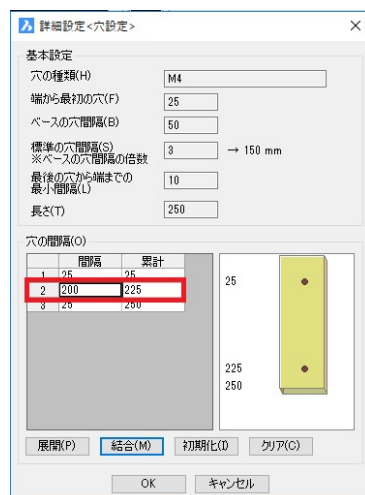 詳細設定<穴設定>
基本設定
穴の種類(H) M4
端から最初の穴(F) 25
ベースの穴間隔(B) 50
標準の穴間隔(S) 3 → 150 mm
※ベースの穴間隔の倍数
最後の穴から端までの 10
最小間隔(L)
長さ(T) 250
穴の間隔(O)
間隔 累計
1 25 25
2 200 225
3 25 250
25
225
250
展開(P) 結合(M) 初期化(I) クリア(C)
OK キャンセル